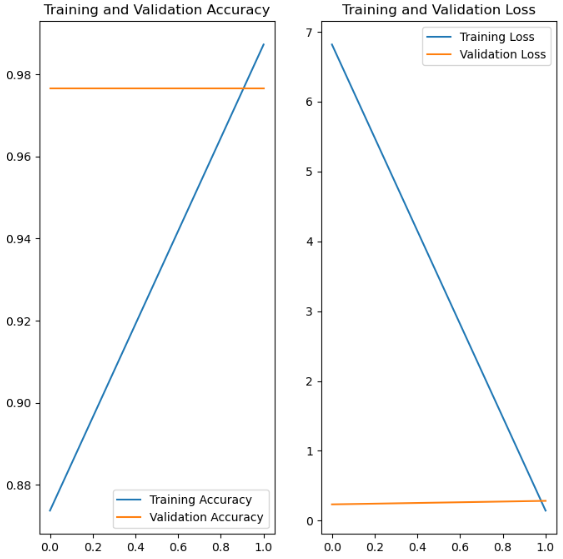 Training and Validation Accuracy
0.98
0.96
0.94
0.92
0.90
0.88
Training Accuracy
Validation Accuracy
0.0 0.2 0.4 0.6 0.8 1.0
Training and Validation Loss
7
6
5
4
3
2
1
0
Training Loss
Validation Loss
0.0 0.2 0.4 0.6 0.8 1.0